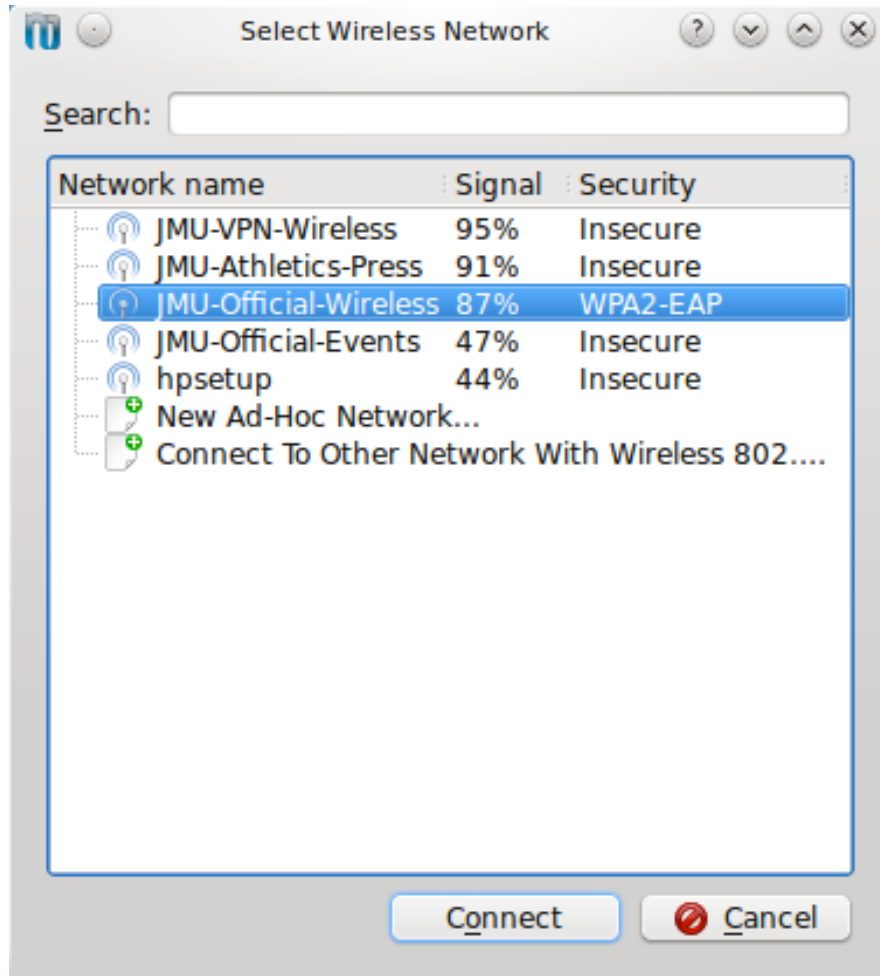 Select Wireless Network
Search:
Network name Signal Security
JMU-VPN-Wireless 95% Insecure
JMU-Athletics-Press 91% Insecure
JMU-Official-Wireless 87% WPA2-EAP
JMU-Official-Events 47% Insecure
hpsetup 44% Insecure
New Ad-Hoc Network...
Connect To Other Network With Wireless 802....
Connect Cancel